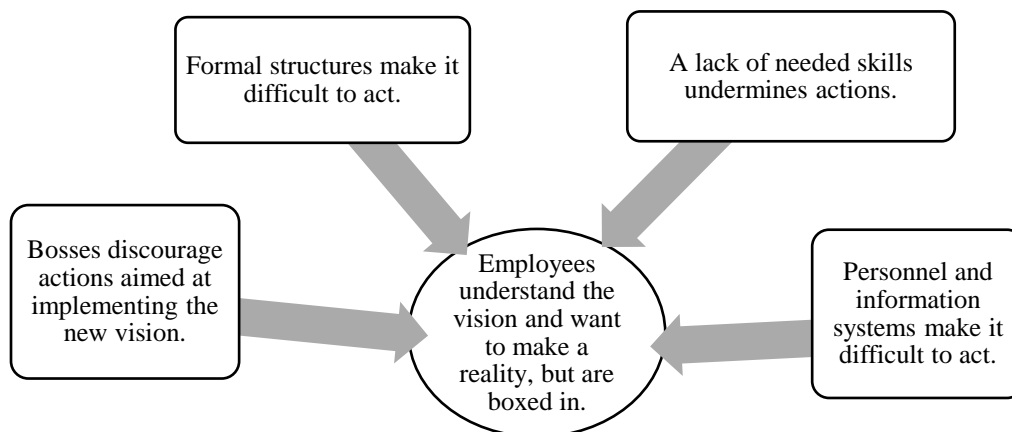 Formal structures make it
difficult to act.
A lack of needed skills
undermines actions.
Bosses discourage
actions aimed at
implementing the
new vision.
Employees
understand the
vision and want
to make a
reality, but are
boxed in.
Personnel and
information
systems make it
difficult to act.